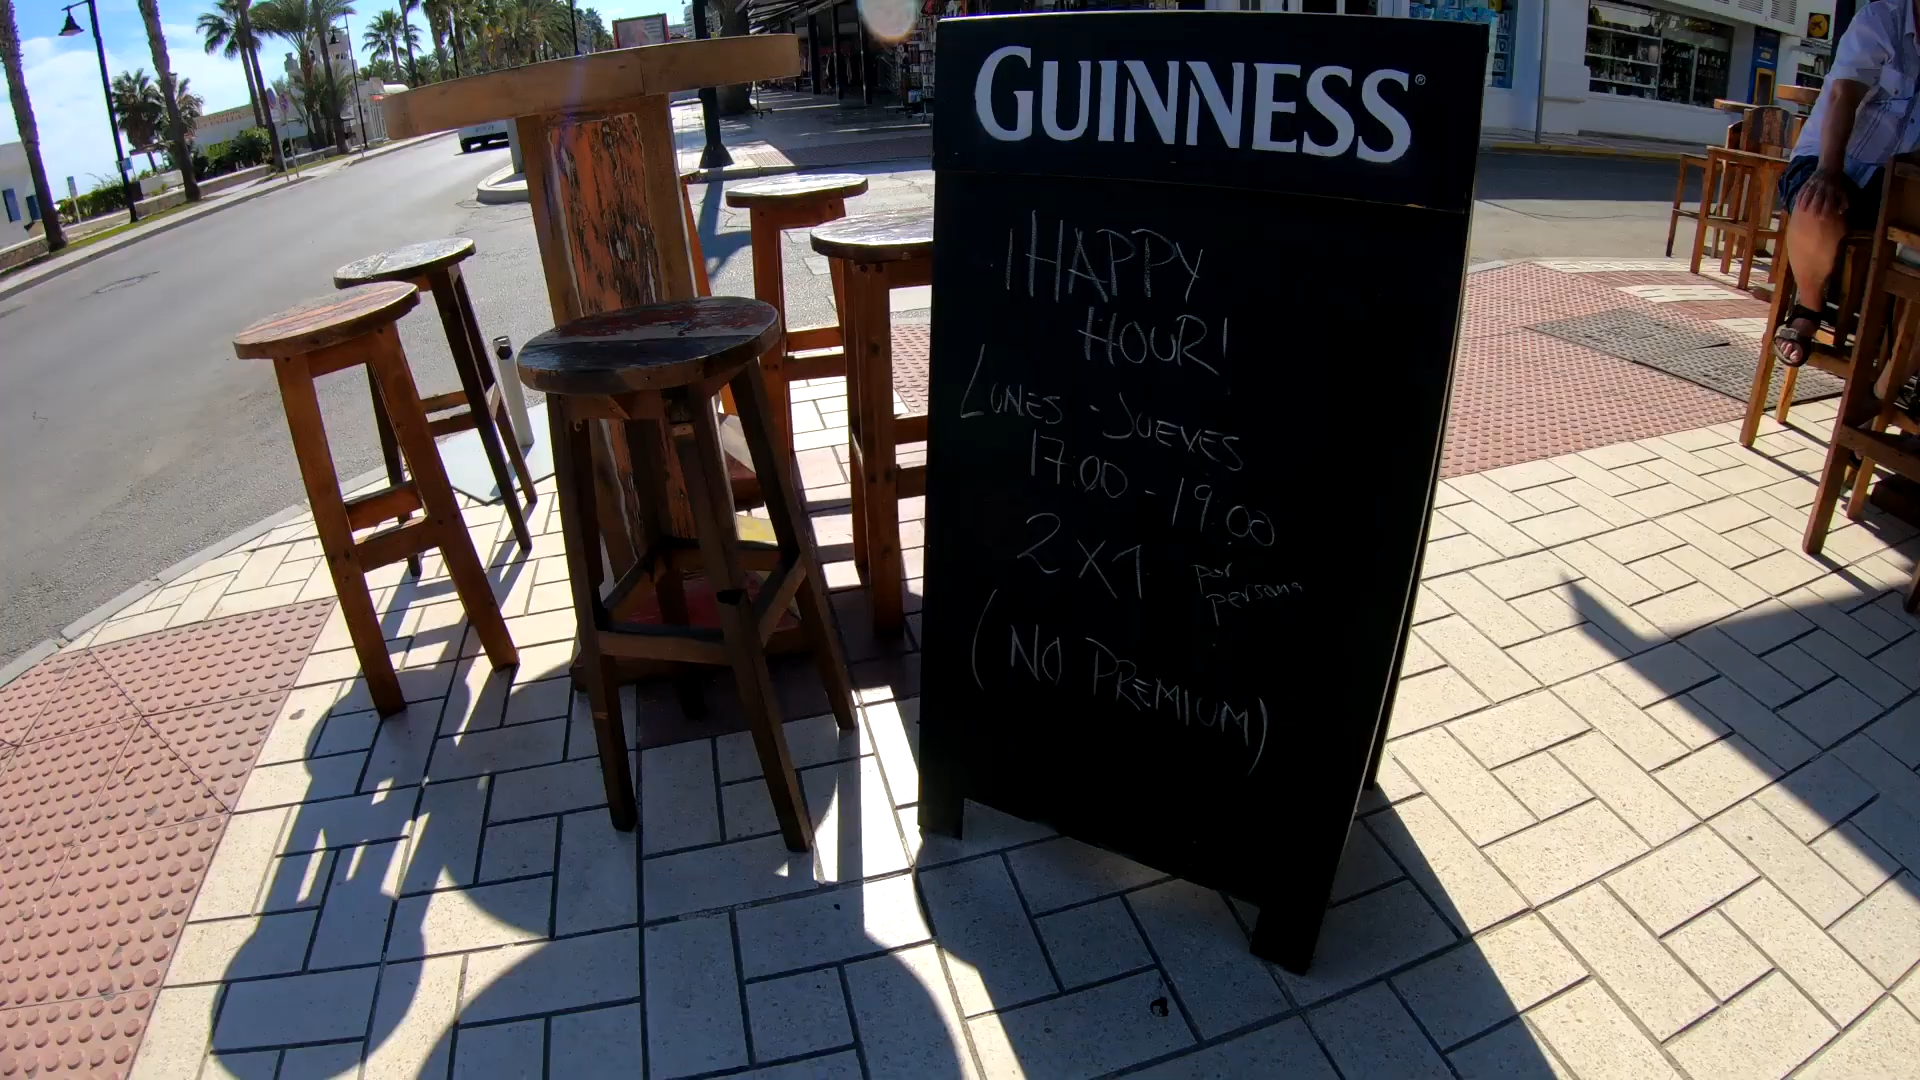 GUINNESS®
¡HAPPY
HOUR!
LUNES - JUEVES
17:00 - 19:00
2X1 por
persona
(NO PREMIUM)